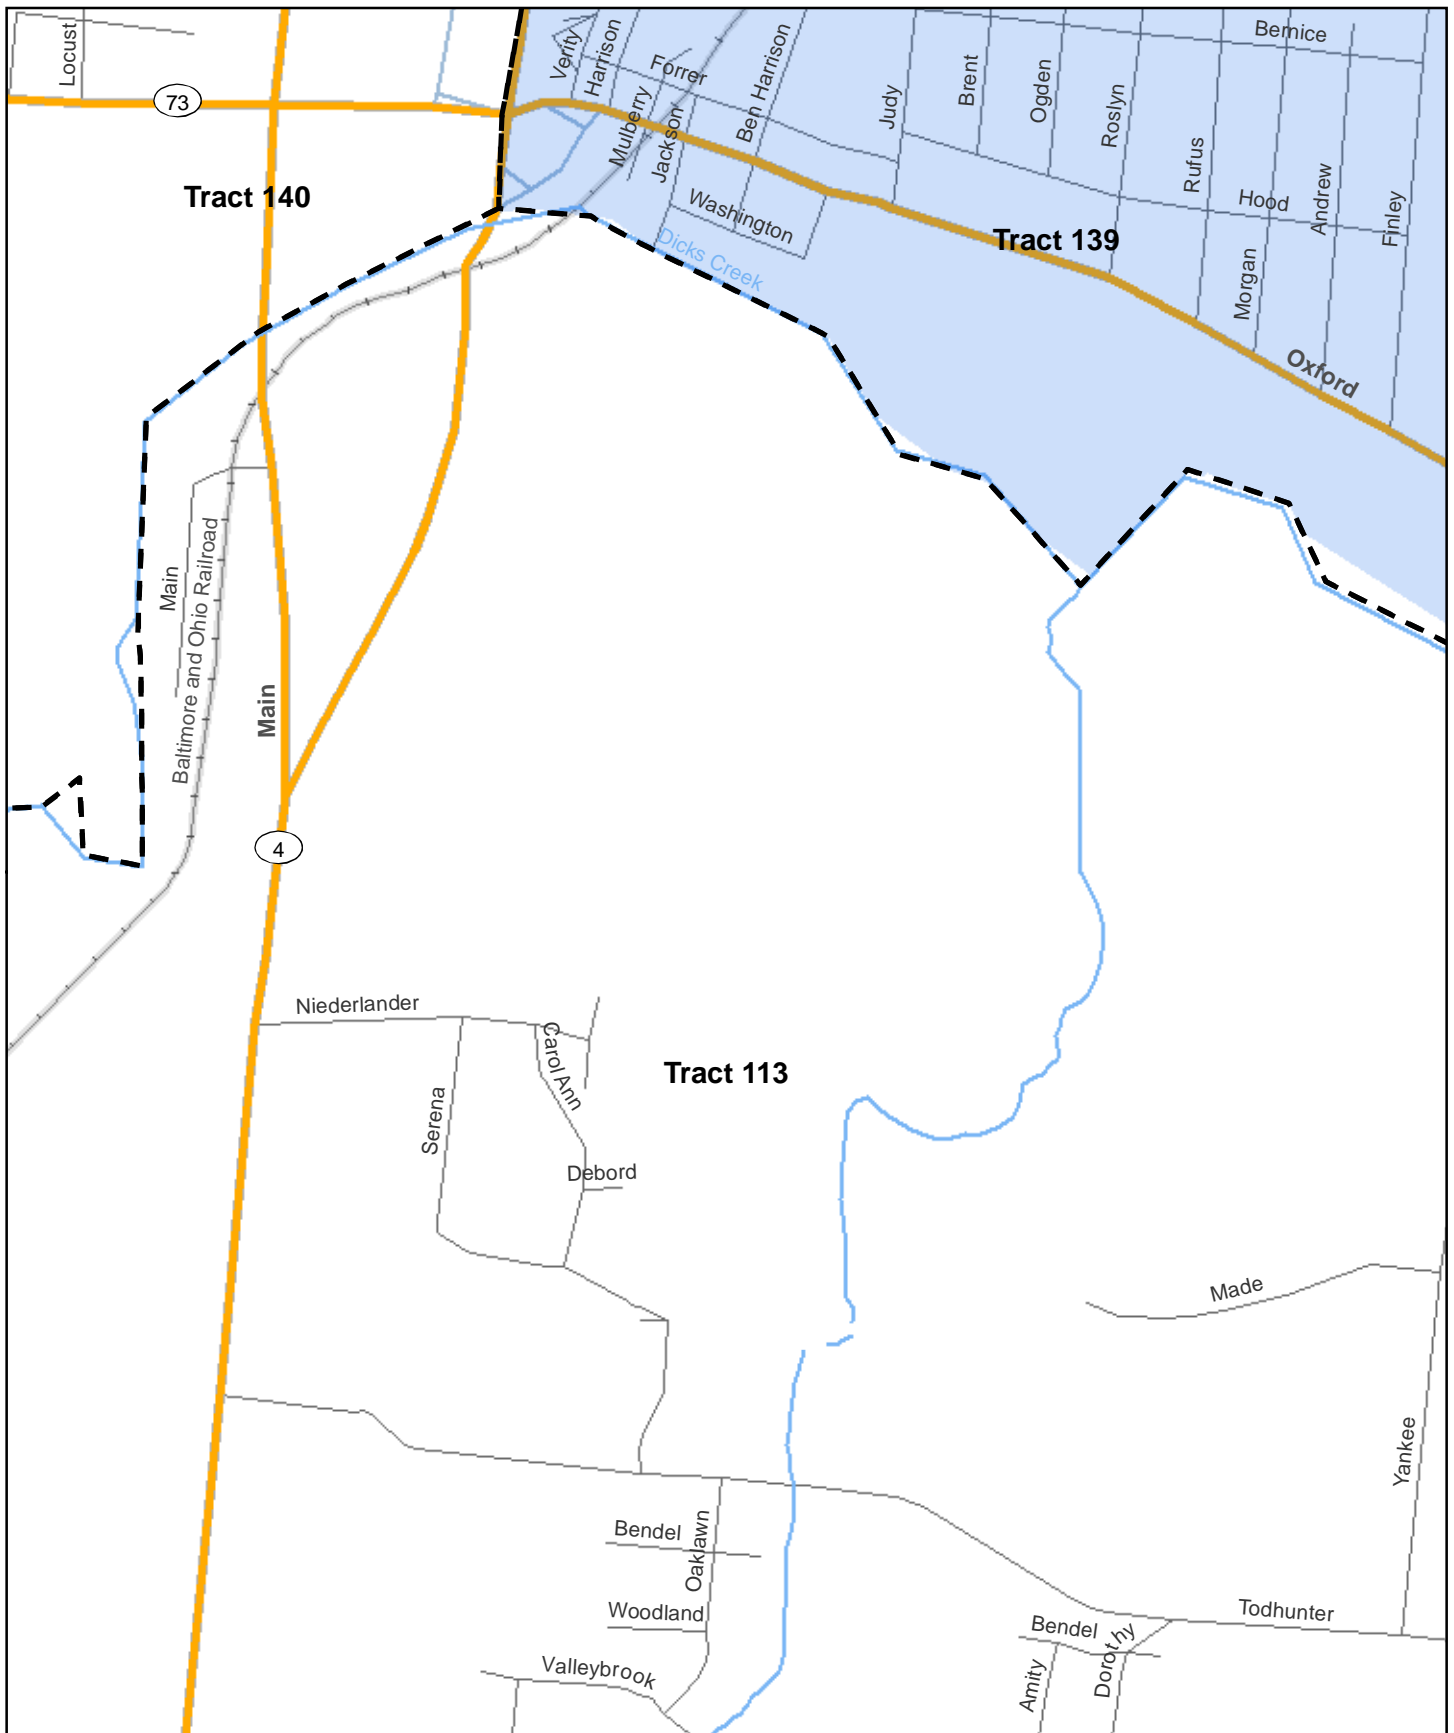 Locust
Verity
Harrison
Forrer
Mulberry
Jackson
Ben Harrison
Judy
Brent
Ogden
Roslyn
Bernice
Rufus
Hood
Andrew
Finley
Morgan
73
Tract 140
Washington
Dicks Creek
Tract 139
Oxford
Main
Baltimore and Ohio Railroad
Main
4
Niederlander
Carol Ann
Serena
Debord
Tract 113
Made
Yankee
Bendel
Oaklawn
Woodland
Valleybrook
Todhunter
Bendel
Dorothy
Amity